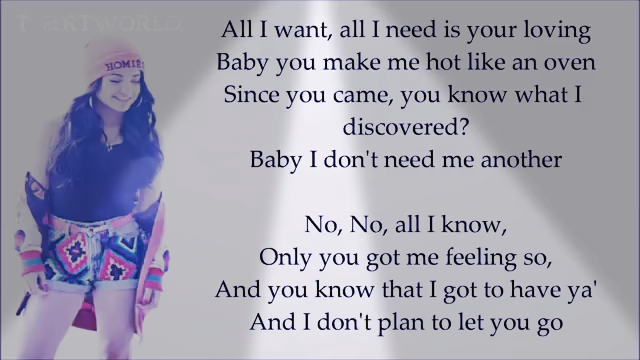 HOMIE
All I want, all I need is your loving
Baby you make me hot like an oven
Since you came, you know what I
discovered?
Baby I don't need me another
No, No, all I know,
Only you got me feeling so,
And you know that I got to have ya'
And I don't plan to let you go